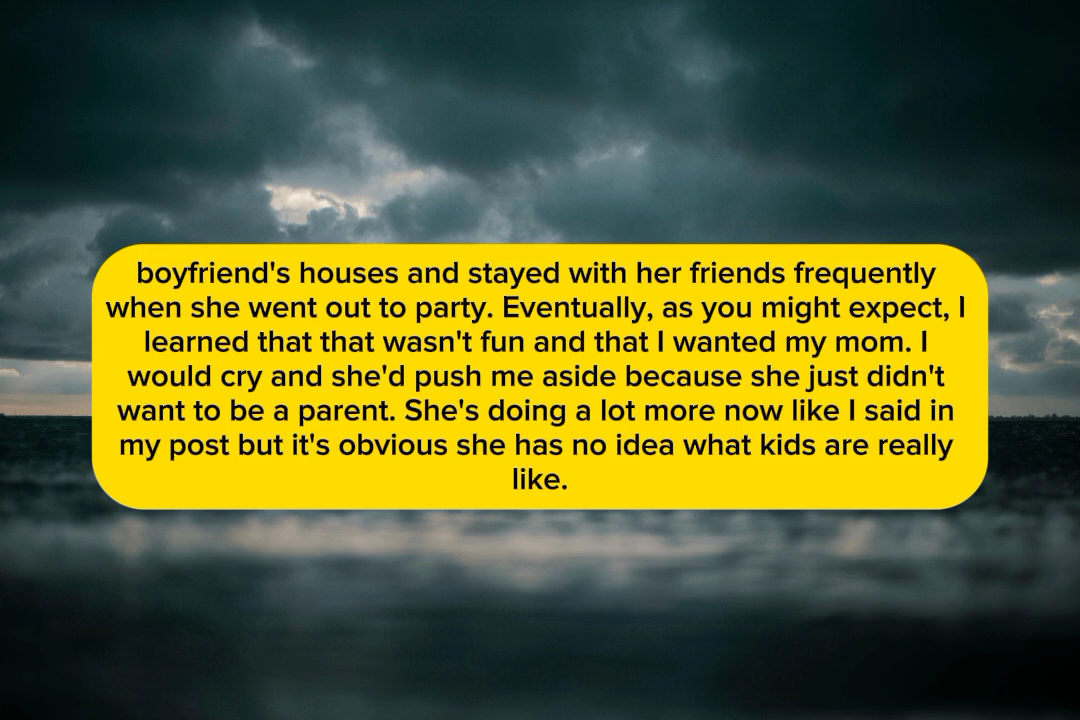 boyfriend's houses and stayed with her friends frequently
when she went out to party. Eventually, as you might expect, I
learned that that wasn't fun and that I wanted my mom. I
would cry and she'd push me aside because she just didn't
want to be a parent. She's doing a lot more now like I said in
my post but it's obvious she has no idea what kids are really
like.